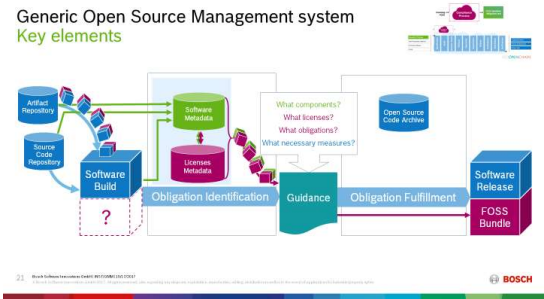 Generic Open Source Management system
Key elements
Artifact
Repository
Source
Code
Repository
Software
Build
?
Software
Metadata
Licenses
Metadata
Obligation Identification
What components?
What licenses?
What obligations?
What necessary measures?
Guidance
Open Source
Code Archive
Obligation Fulfillment
Software
Release
FOSS
Bundle
21
BOSCH